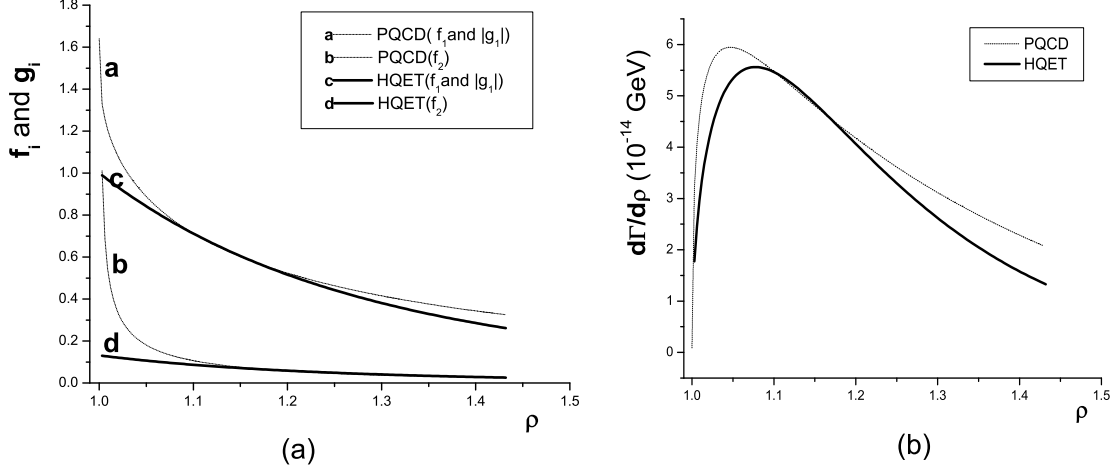 f_i and g_i
1.8
1.6
1.4
1.2
1.0
0.8
0.6
0.4
0.2
0.0
a PQCD( f_1 and |g_1|)
b PQCD(f_2)
c HQET(f_1 and |g_1|)
d HQET(f_2)
a
c
b
d
1.0 1.1 1.2 1.3 1.4 1.5
ρ
(a)
dΓ/dρ (10^-14 GeV)
6
5
4
3
2
1
0
PQCD
HQET
1.0 1.1 1.2 1.3 1.4 1.5
ρ
(b)